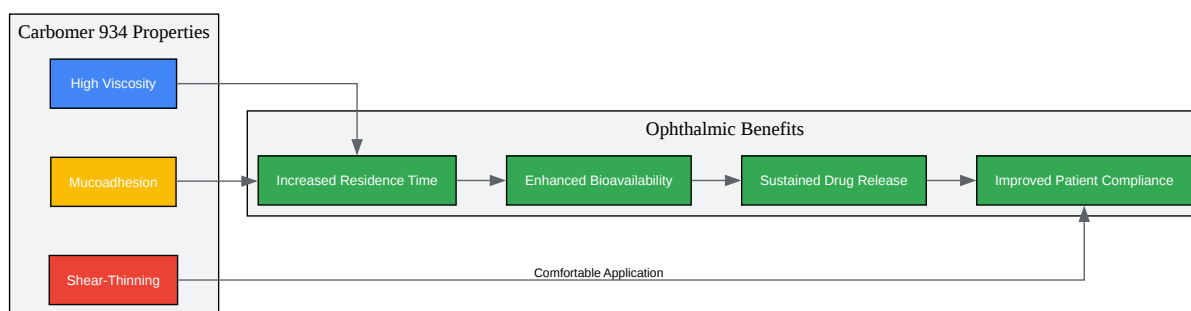 Carbomer 934 Properties
High Viscosity
Ophthalmic Benefits
Mucoadhesion
Increased Residence Time
Enhanced Bioavailability
Sustained Drug Release
Improved Patient Compliance
Shear-Thinning
Comfortable Application